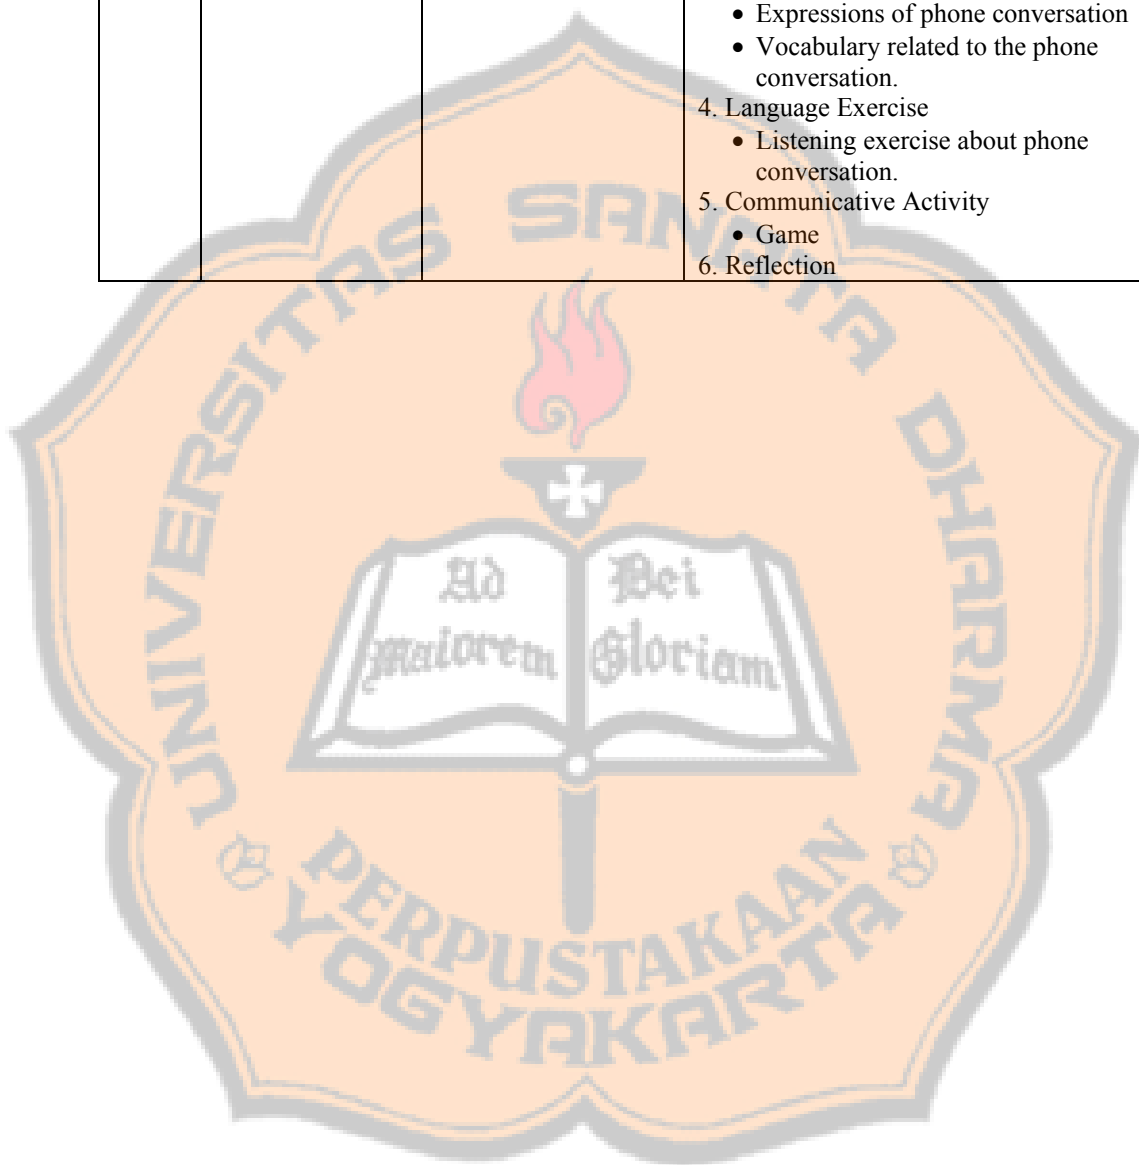 • Expressions of phone conversation
• Vocabulary related to the phone
conversation.
4. Language Exercise
• Listening exercise about phone
conversation.
5. Communicative Activity
• Game
6. Reflection
UNIVERSITAS SANATA DHARMA
Ad Dei
Maiorem Gloriam
PERPUSTAKAAN
YOGYAKARTA